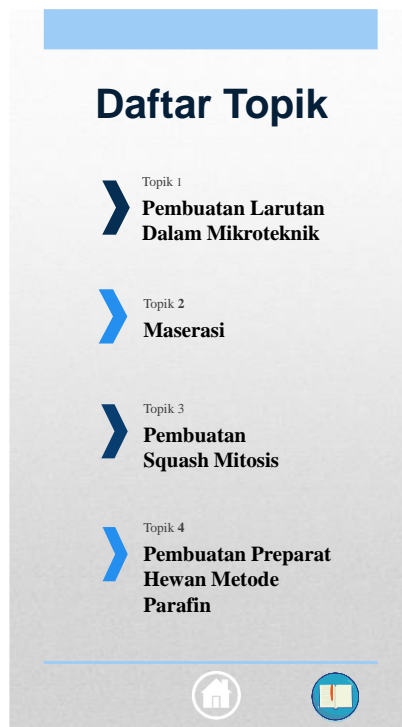 Daftar Topik
Topik 1
Pembuatan Larutan
Dalam Mikroteknik
Topik 2
Maserasi
Topik 3
Pembuatan
Squash Mitosis
Topik 4
Pembuatan Preparat
Hewan Metode
Parafin